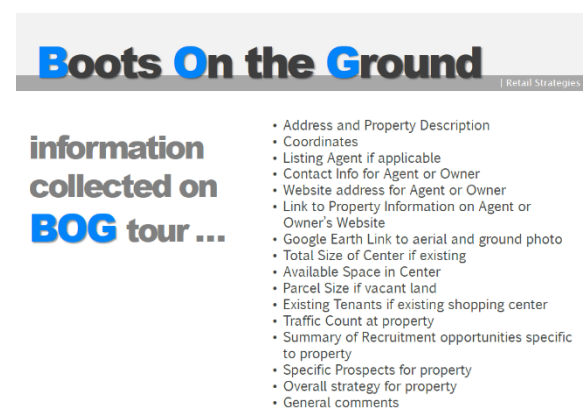 Boots On the Ground
| Retail Strategies
information
collected on
BOG tour ...
• Address and Property Description
• Coordinates
• Listing Agent if applicable
• Contact Info for Agent or Owner
• Website address for Agent or Owner
• Link to Property Information on Agent or
Owner's Website
• Google Earth Link to aerial and ground photo
• Total Size of Center if existing
• Available Space in Center
• Parcel Size if vacant land
• Existing Tenants if existing shopping center
• Traffic Count at property
• Summary of Recruitment opportunities specific
to property
• Specific Prospects for property
• Overall strategy for property
• General comments